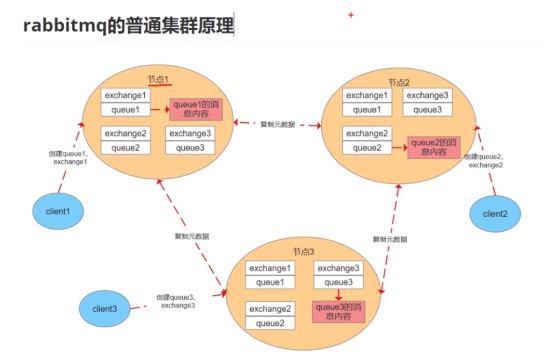 rabbitmq的普通集群原理
节点1
exchange1
queue1
queue1的消
息内容
exchange2
queue2
exchange3
queue3
节点2
exchange1
queue1
exchange3
queue3
exchange2
queue2
queue2的消
息内容
复制元数据
创建queue1,
exchange1
client1
创建queue2,
exchange2
client2
复制元数据
复制元数据
节点3
exchange1
queue1
exchange3
queue3
exchange2
queue2
queue3的消
息内容
创建queue3,
exchange3
client3